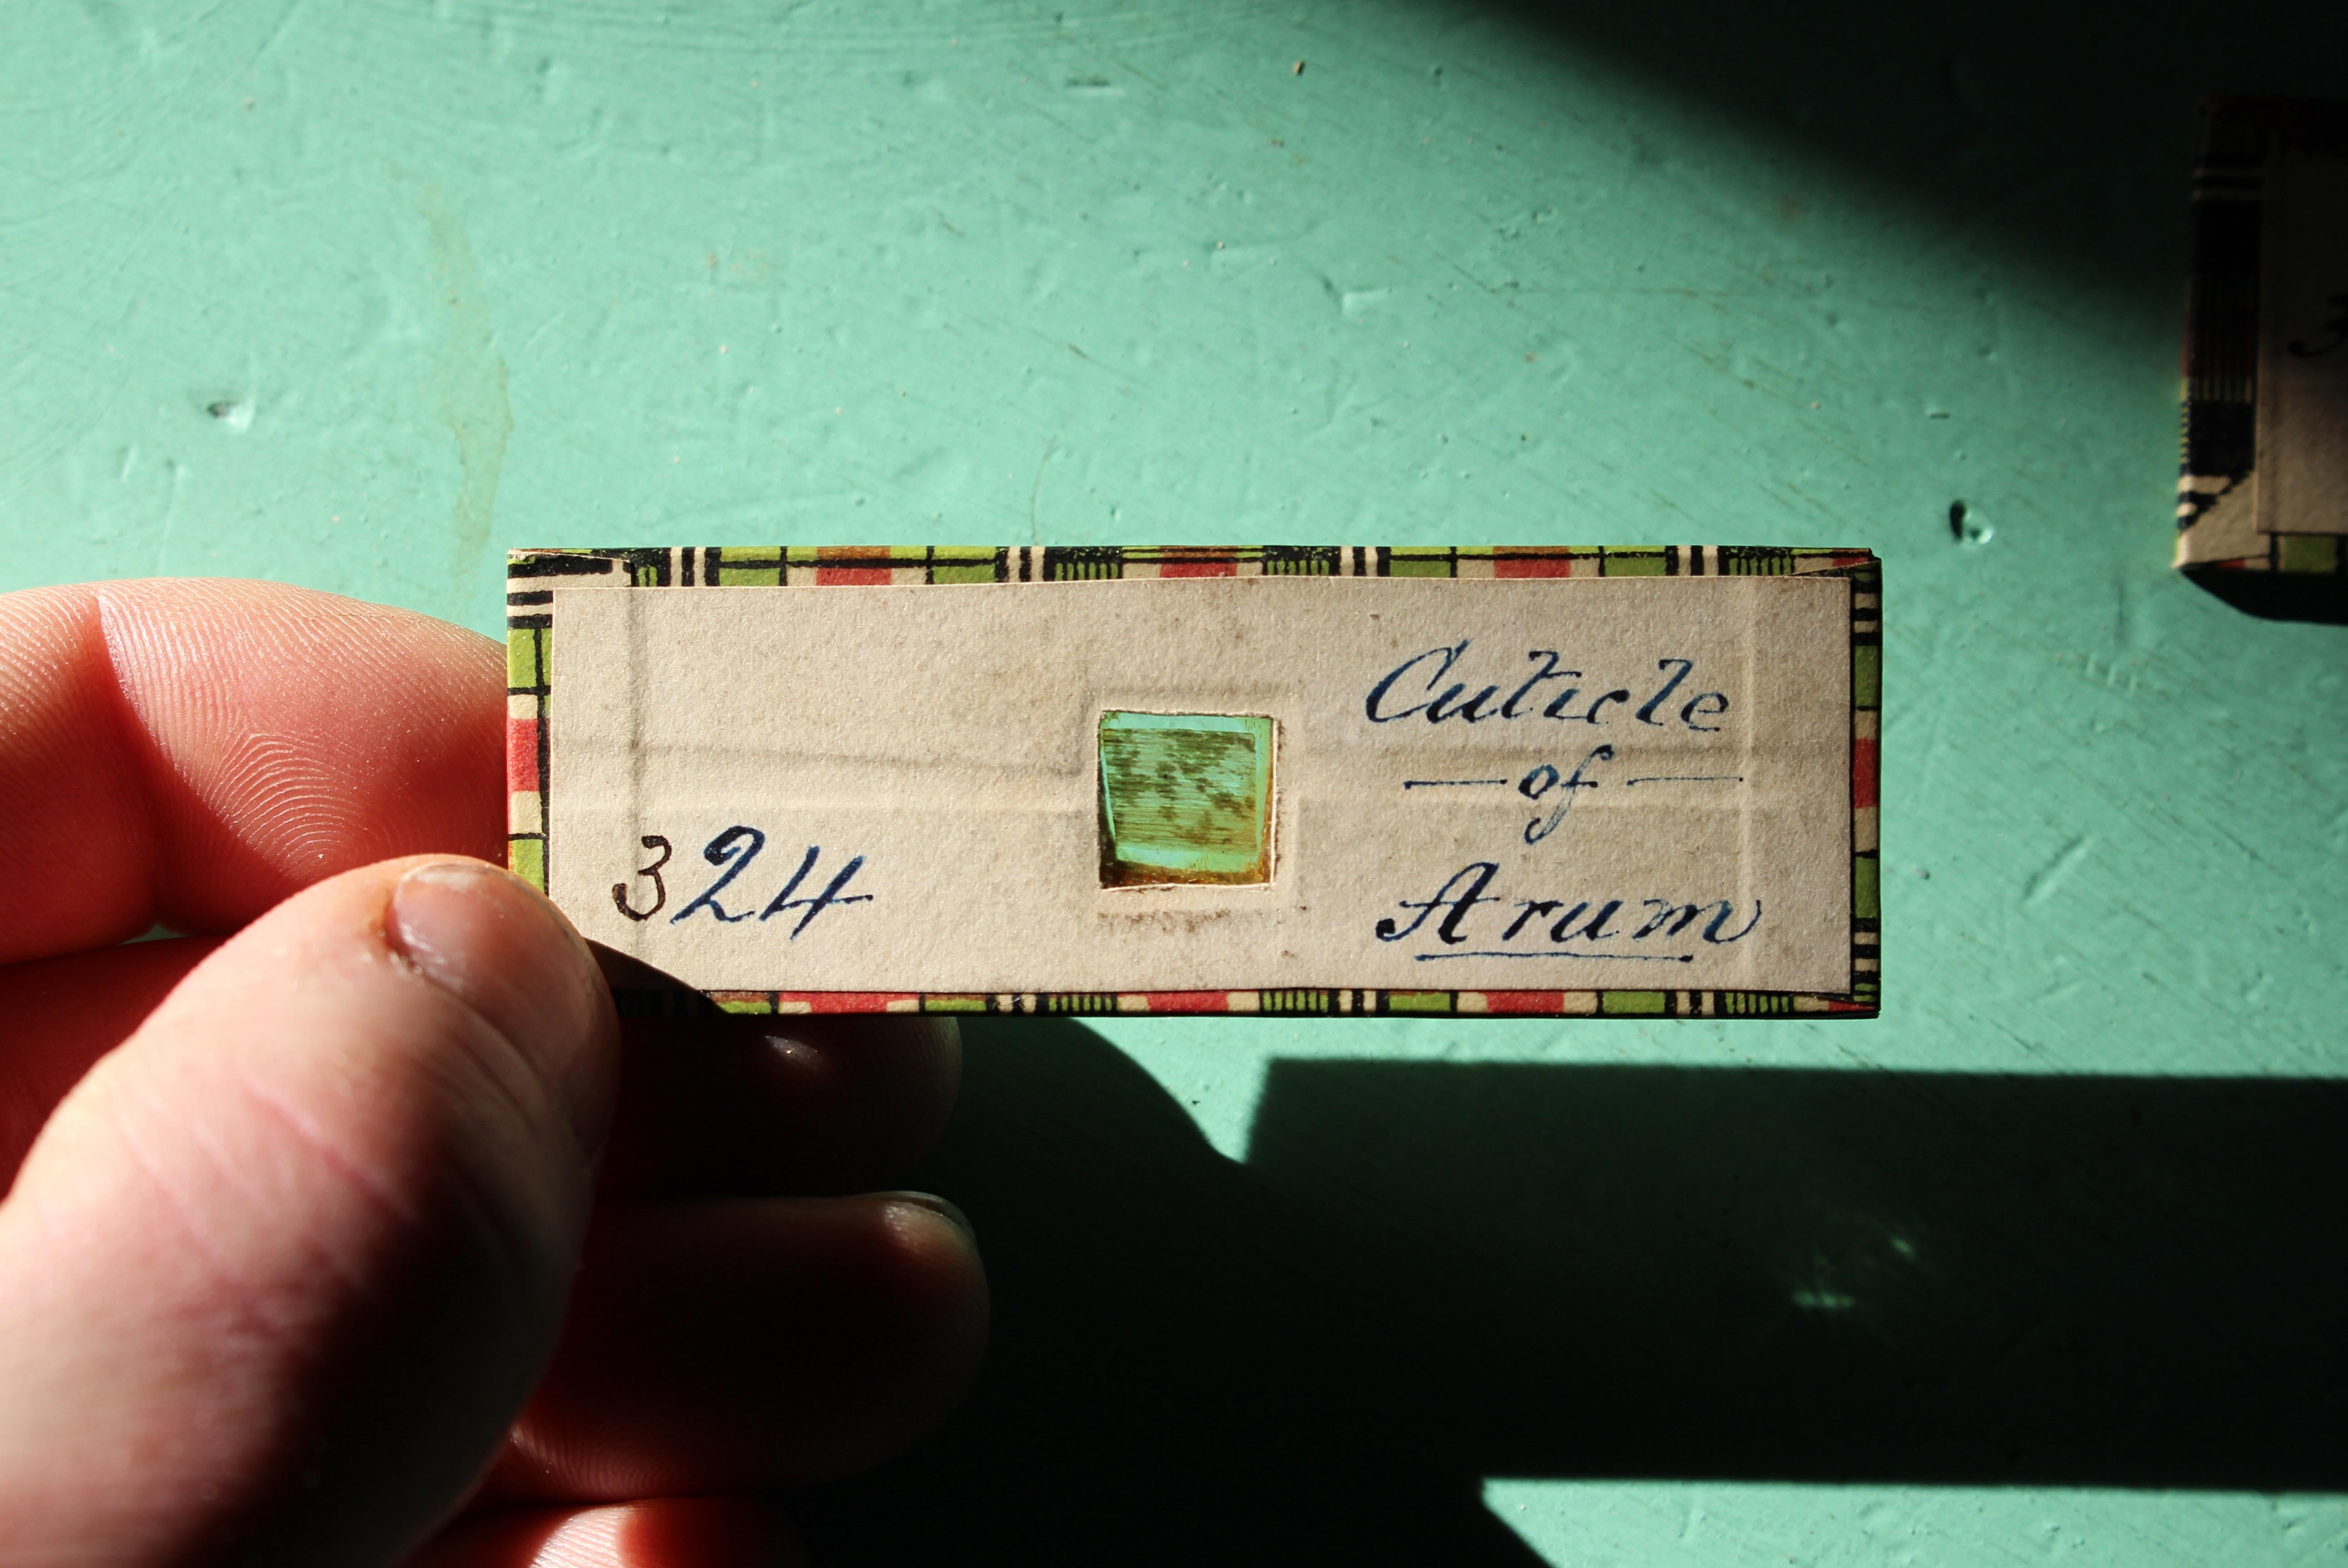 324
Cuticle
— of —
Arum